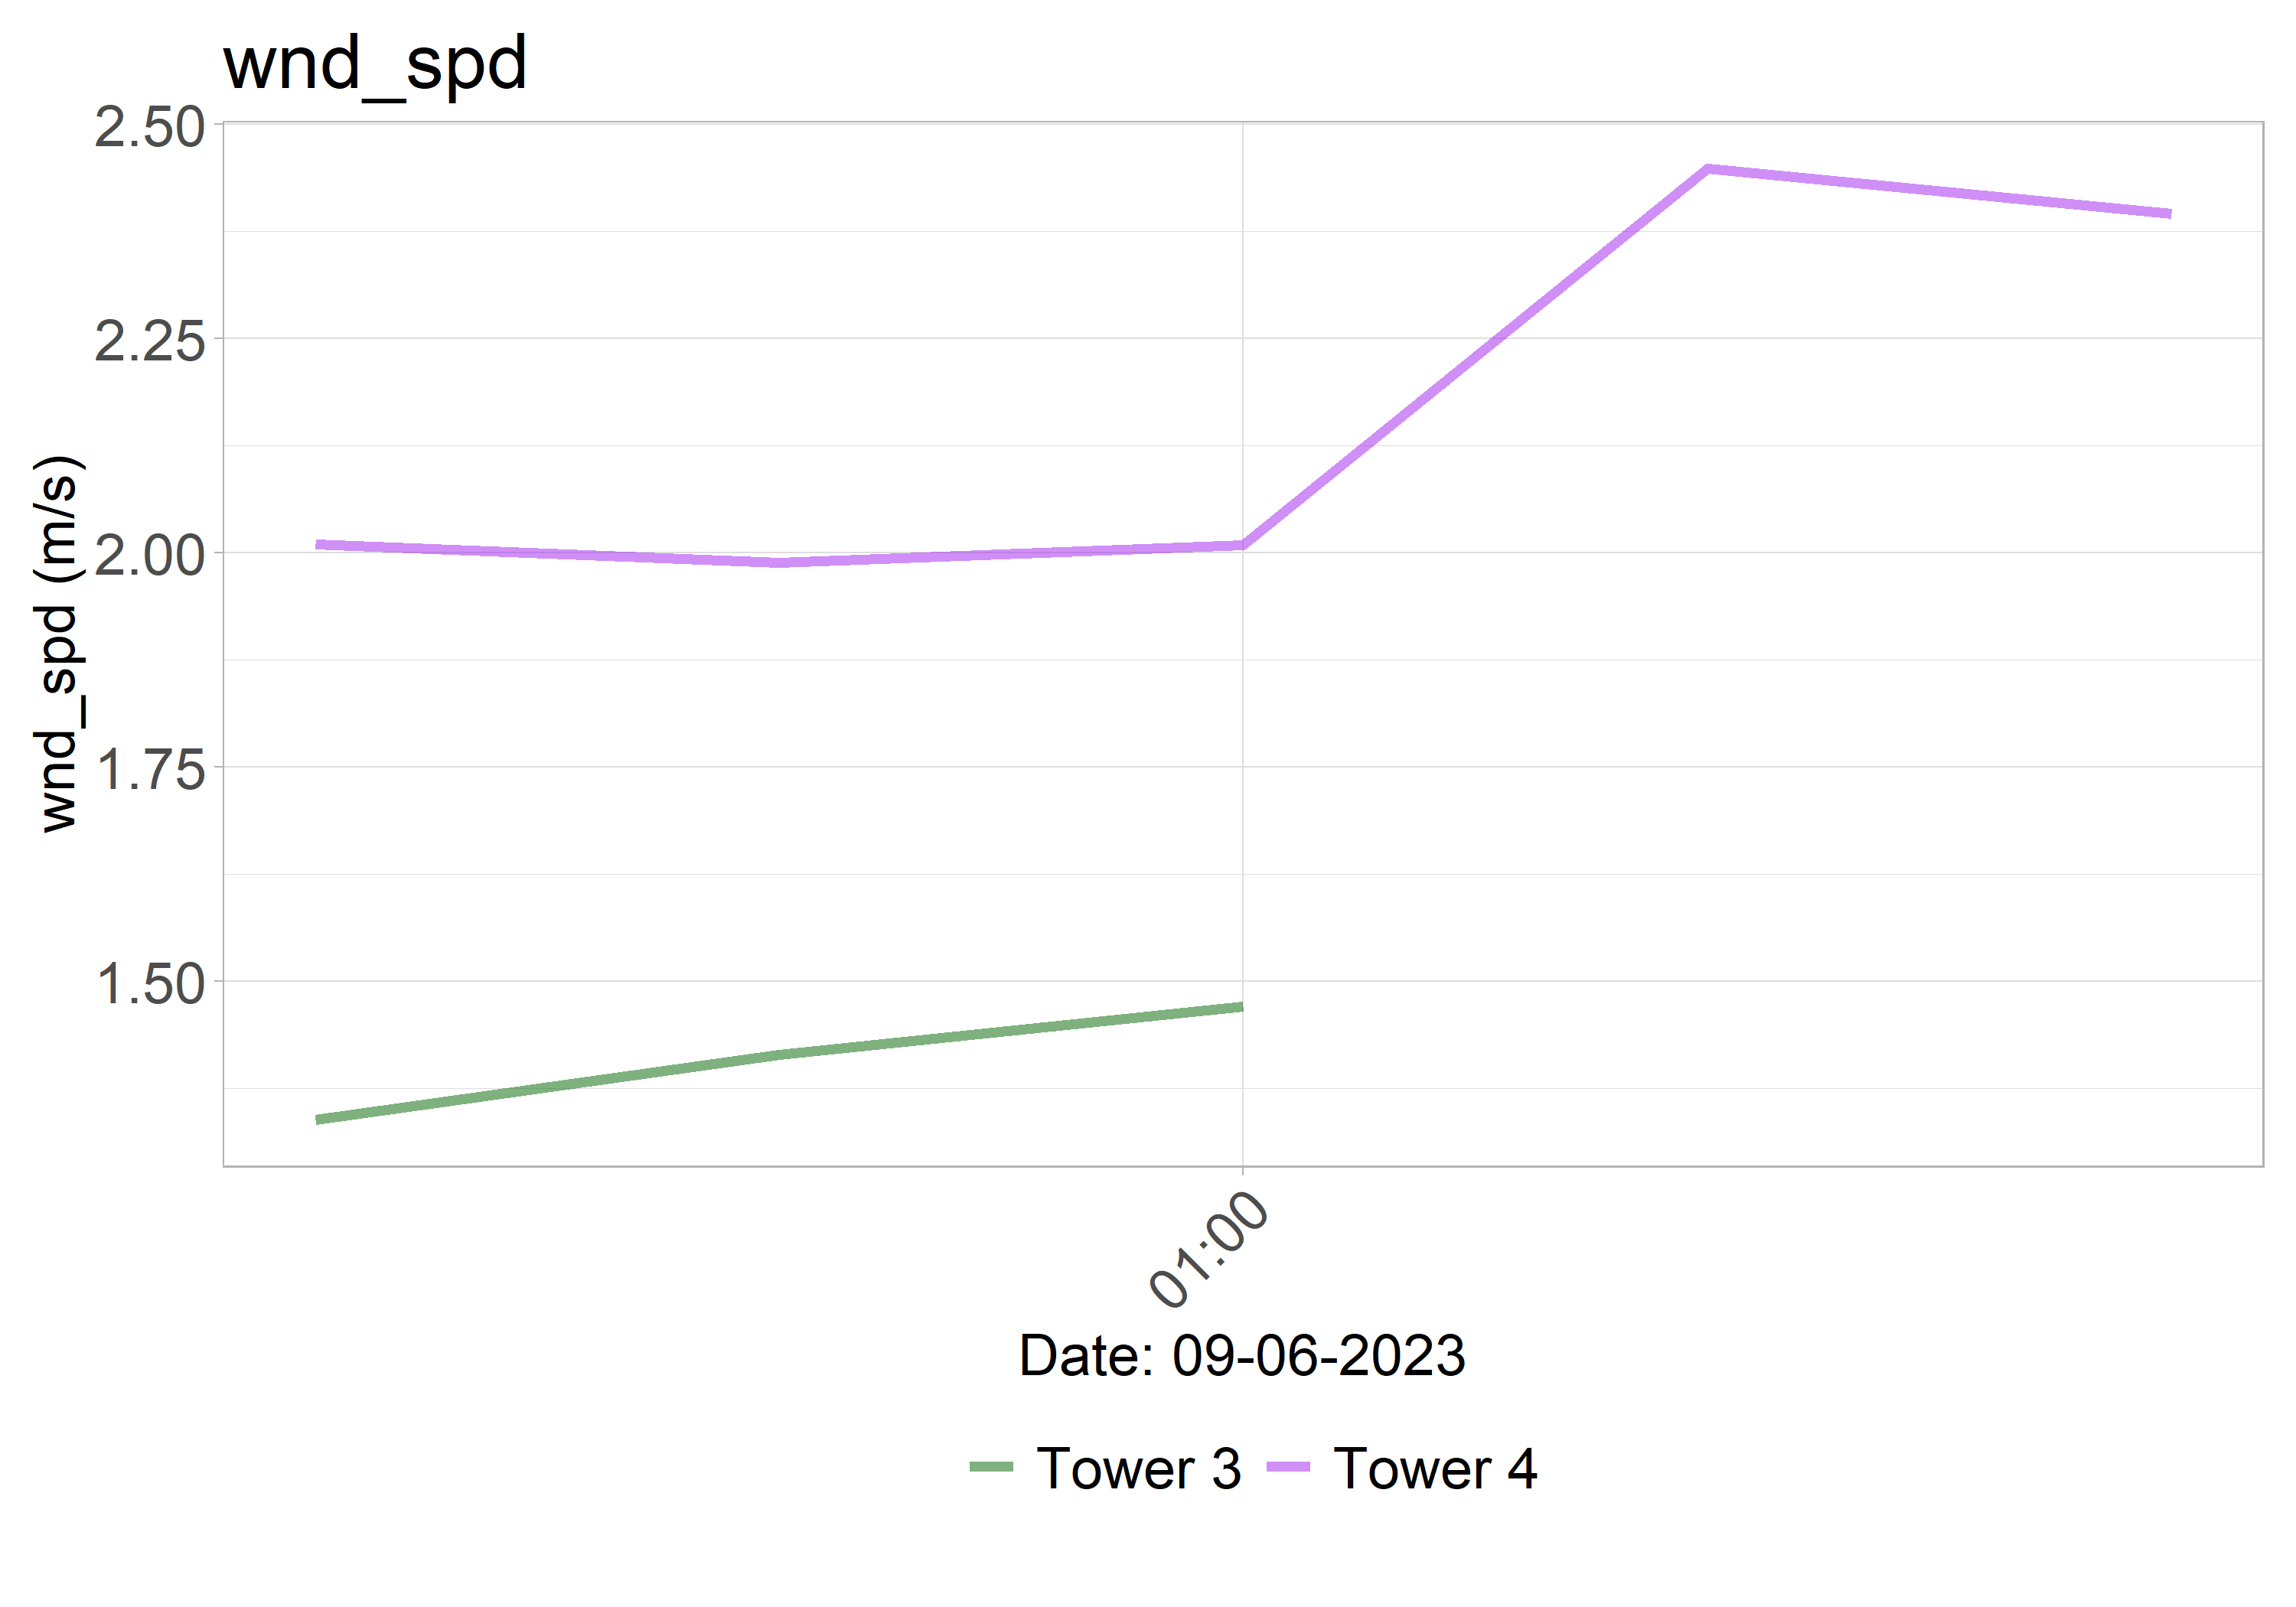 wnd_spd
wnd_spd (m/s)
2.50
2.25
2.00
1.75
1.50
01:00
Date: 09-06-2023
Tower 3 Tower 4